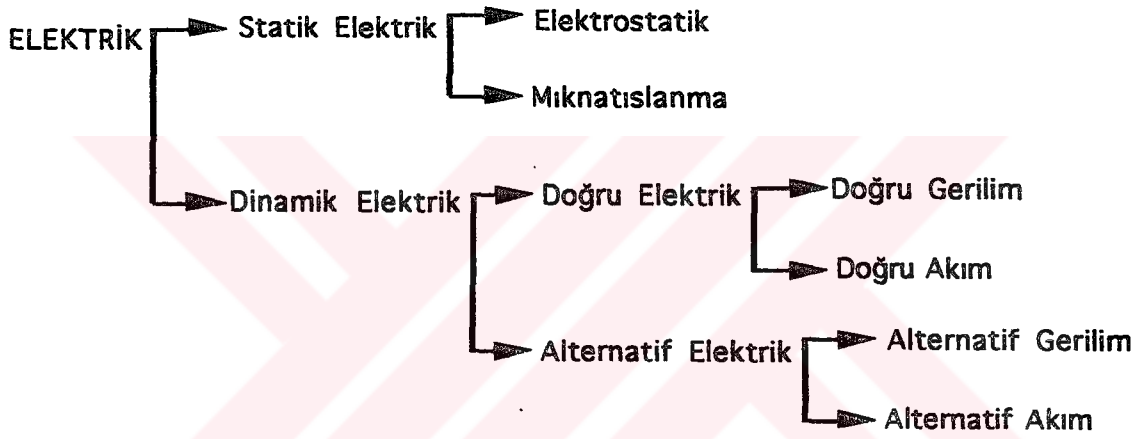 ELEKTRİK
Statik Elektrik
Elektrostatik
Mıknatıslanma
Dinamik Elektrik
Doğru Elektrik
Doğru Gerilim
Doğru Akım
Alternatif Elektrik
Alternatif Gerilim
Alternatif Akım